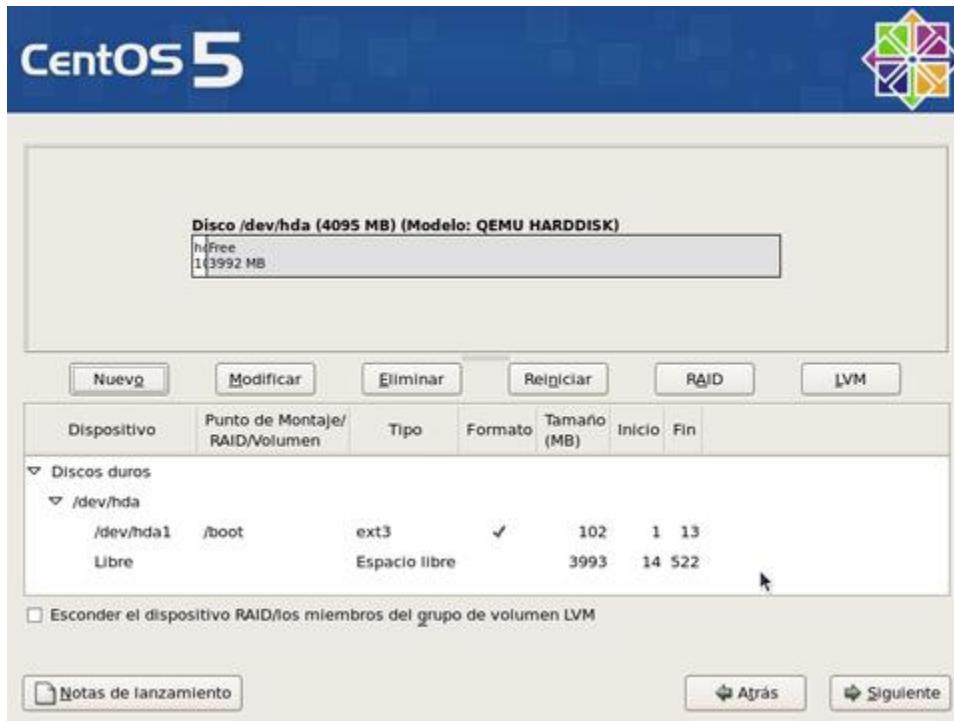 CentOS 5
Disco /dev/hda (4095 MB) (Modelo: QEMU HARDDISK)
Free
3992 MB
Nuevo Modificar Eliminar Reiniciar RAID LVM
Dispositivo Punto de Montaje/ RAID/Volumen Tipo Formato Tamaño (MB) Inicio Fin
Discos duros
/dev/hda
/dev/hda1 /boot ext3 ✓ 102 1 13
Libre Espacio libre 3993 14 522
Esconder el dispositivo RAID/los miembros del grupo de volumen LVM
Notas de lanzamiento Atrás Siguiente